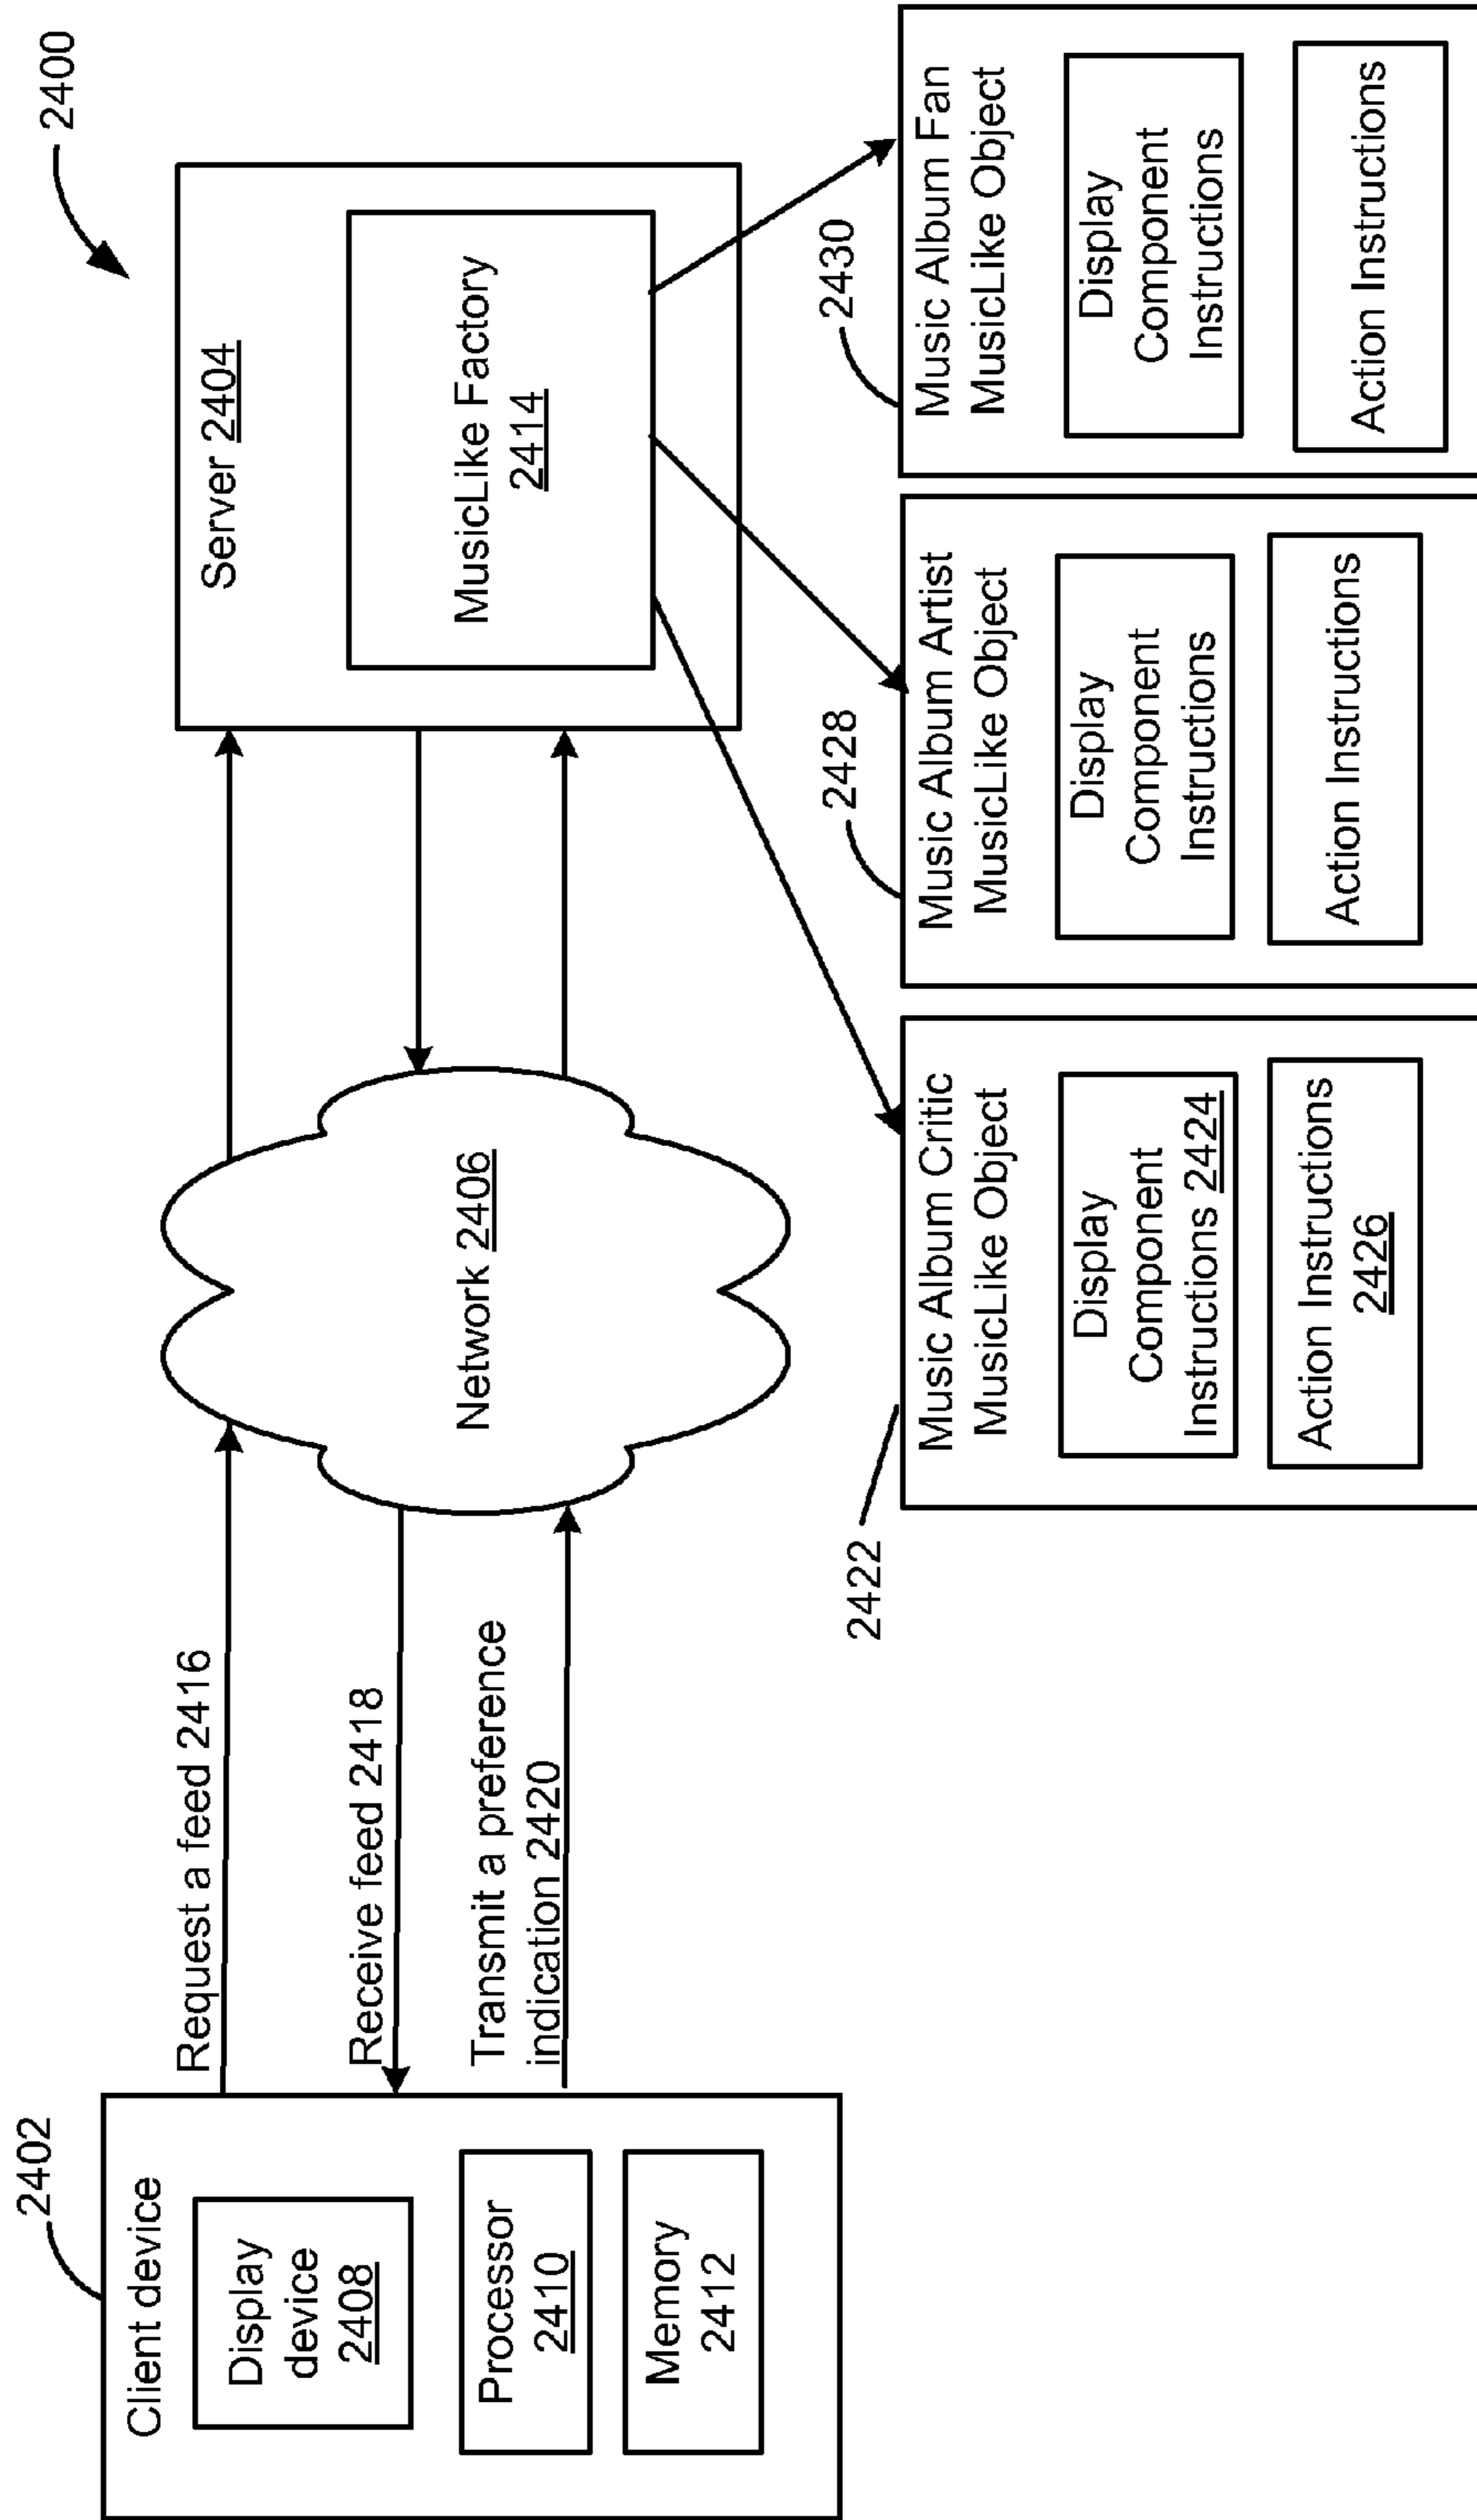 2400
2402
Client device
Display
device
2408
Processor
2410
Memory
2412
Request a feed 2416
Receive feed 2418
Transmit a preference
indication 2420
Network 2406
Server 2404
MusicLike Factory
2414
2422
Music Album Critic
MusicLike Object
Display
Component
Instructions 2424
Action Instructions
2426
2428
Music Album Artist
MusicLike Object
Display
Component
Instructions
Action Instructions
2430
Music Album Fan
MusicLike Object
Display
Component
Instructions
Action Instructions